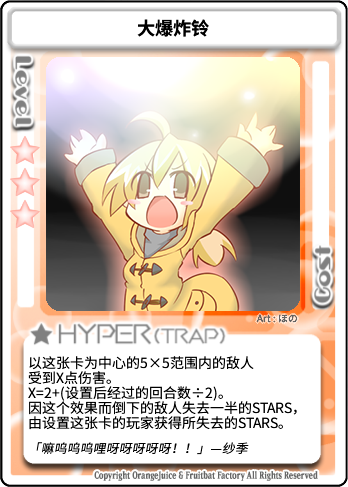 大爆炸铃
Level
Cost
Art : ほの
HYPER(TRAP)
以这张卡为中心的5×5范围内的敌人
受到X点伤害。
X=2+(设置后经过的回合数÷2)。
因这个效果而倒下的敌人失去一半的STARS，
由设置这张卡的玩家获得所失去的STARS。
「嘛呜呜呜哩呀呀呀呀呀！！」—纱季
Copyright OrangeJuice & Fruitbat Factory All Rights Reserved